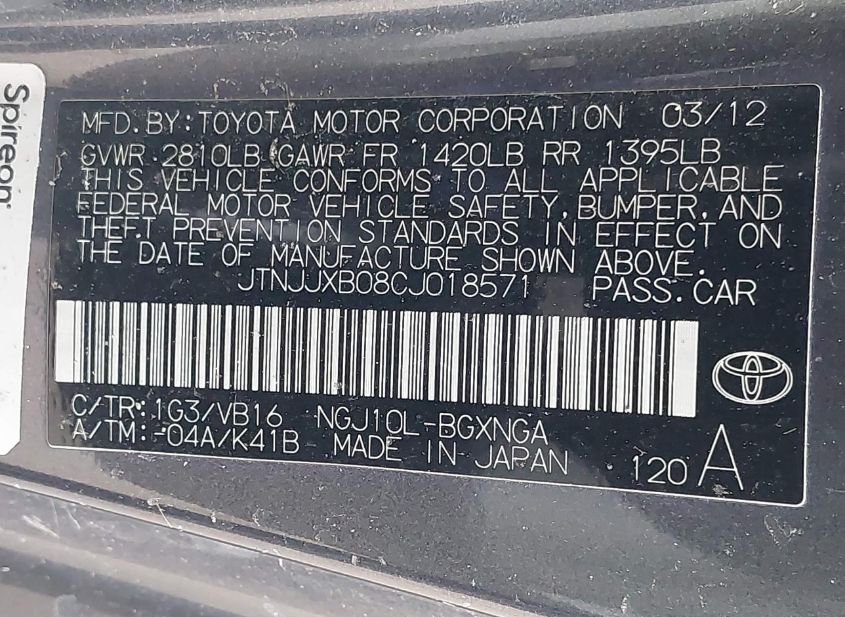 Spireon
MFD.BY:TOYOTA MOTOR CORPORATION 03/12
GVWR 2810LB GAWR FR 1420LB RR 1395LB
THIS VEHICLE CONFORMS TO ALL APPLICABLE
FEDERAL MOTOR VEHICLE SAFETY,BUMPER,AND
THEFT PREVENTION STANDARDS IN EFFECT ON
THE DATE OF MANUFACTURE SHOWN ABOVE.
JTNJJXB08CJ018571 PASS.CAR
C/TR:1G3/VB16 NGJ10L-BGXNGA
A/TM:-04A/K41B MADE IN JAPAN 120 A